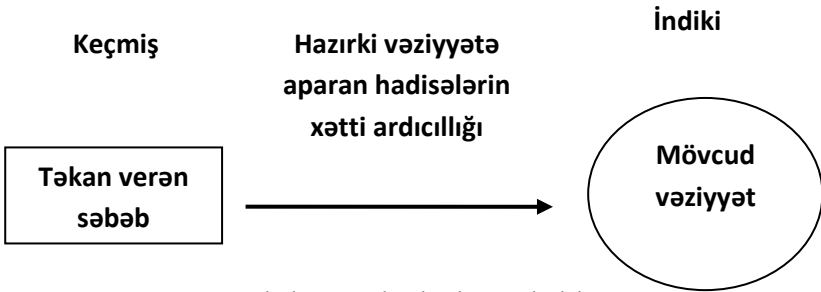 Keçmiş
Hazırki vəziyyətə
aparan hadisələrin
xətti ardıcıllığı
İndiki
Təkan verən
səbəb
Mövcud
vəziyyət